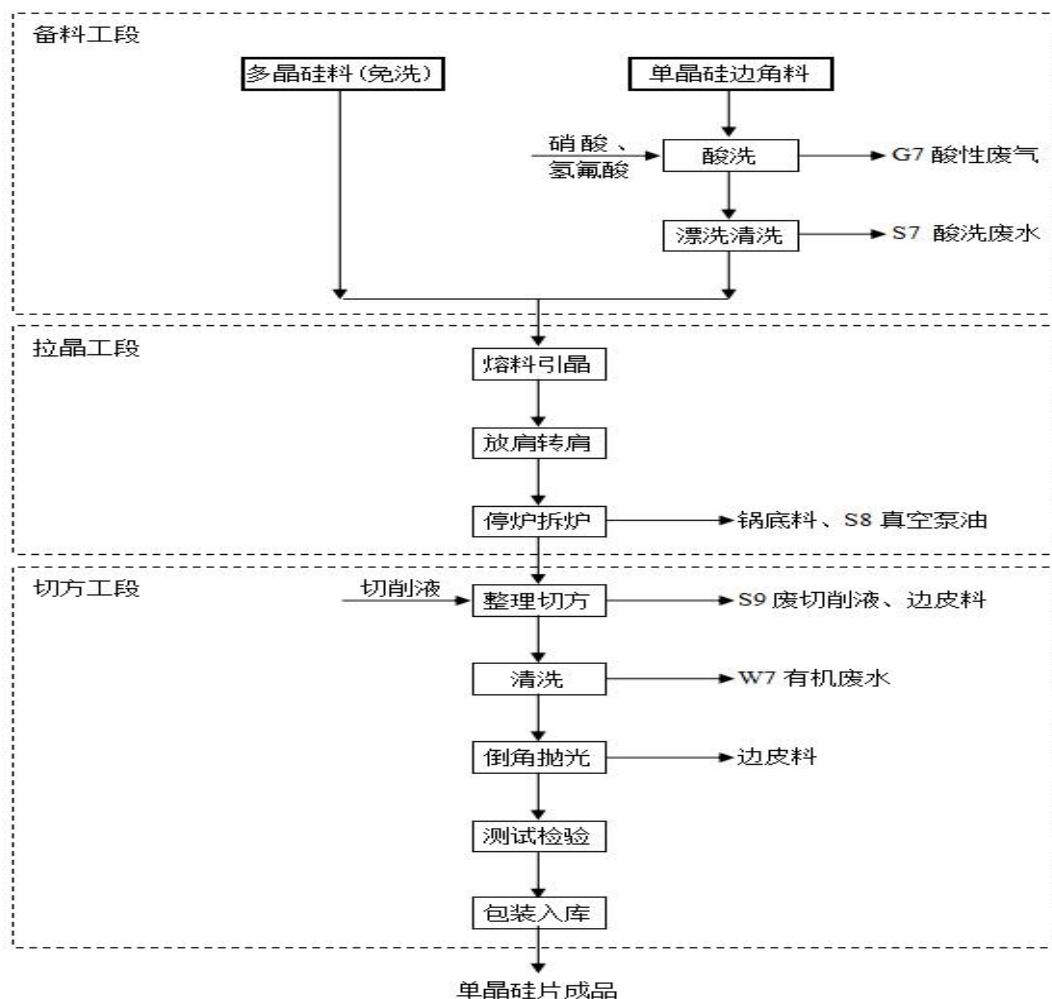 备料工段
多晶硅料(免洗)
单晶硅边角料
硝酸、
氢氟酸
酸洗
G7 酸性废气
漂洗清洗
S7 酸洗废水
拉晶工段
熔料引晶
放肩转肩
停炉拆炉
锅底料、S8 真空泵油
切方工段
切削液
整理切方
S9 废切削液、边皮料
清洗
W7 有机废水
倒角抛光
边皮料
测试检验
包装入库
单晶硅片成品